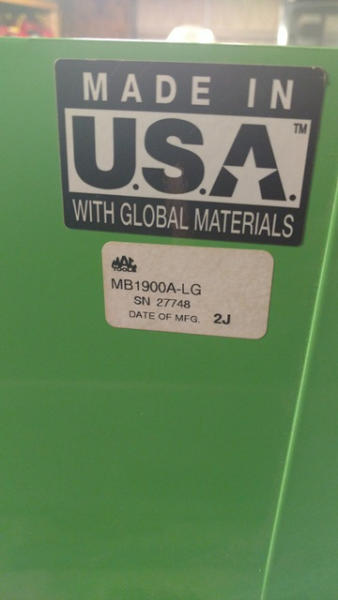 MADE IN
U.S.A.™
WITH GLOBAL MATERIALS
MAC
TOOLS
MB1900A-LG
SN 27748
DATE OF MFG. 2J